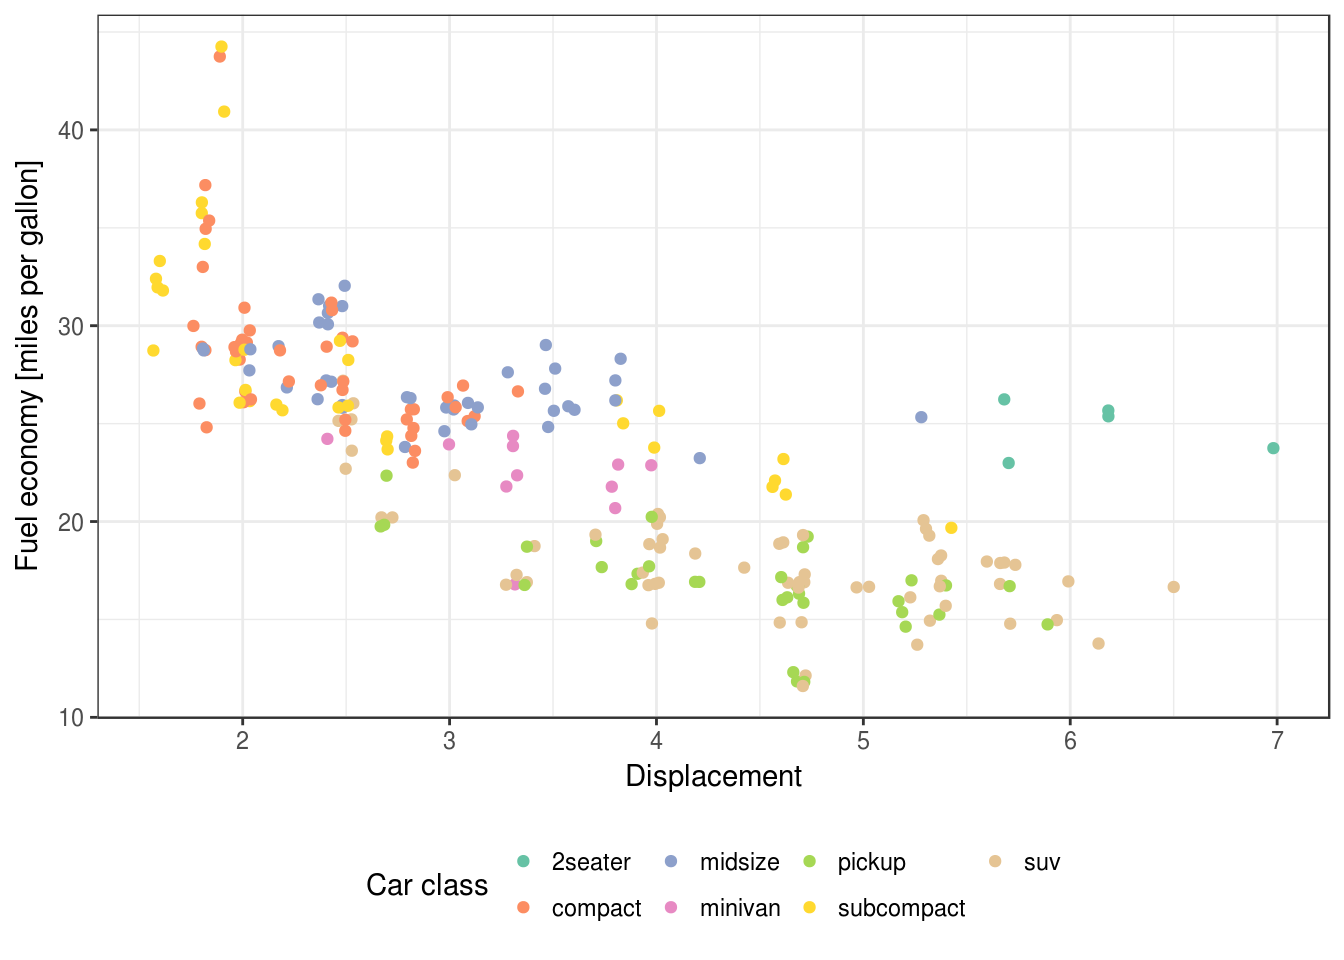 Fuel economy [miles per gallon]
40
30
20
10
2 3 4 5 6 7
Displacement
Car class
2seater midsize pickup suv
compact minivan subcompact